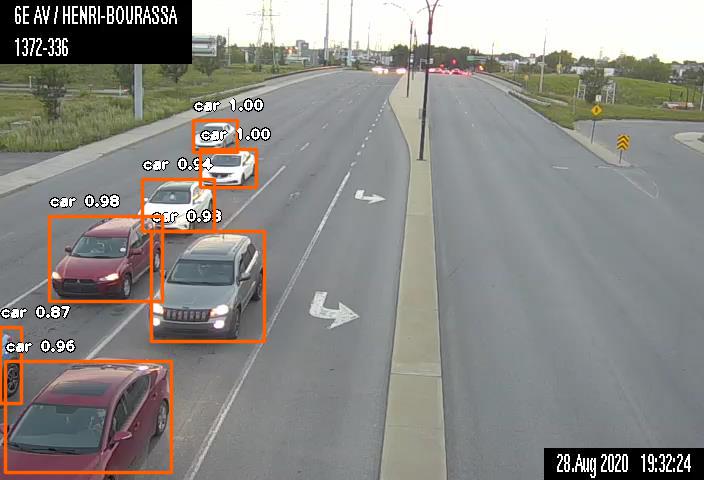 6E AV / HENRI-BOURASSA
1372-336
car 1.00
car 1.00
car 0.94
car 0.98
car 0.93
car 0.87
car 0.96
28.Aug 2020 19:32:24